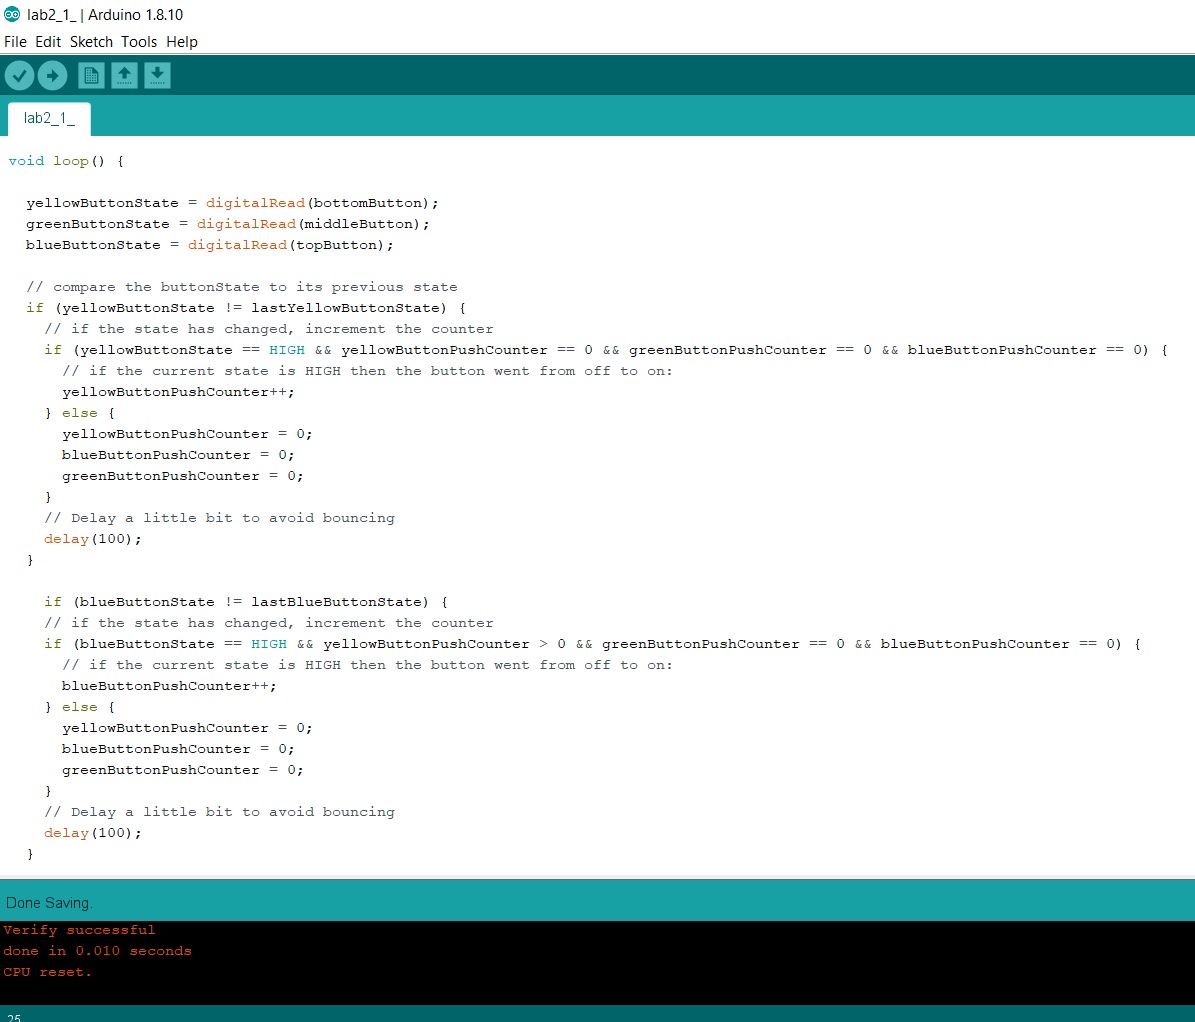 lab2_1_ | Arduino 1.8.10
File Edit Sketch Tools Help
lab2_1_
void loop() {
yellowButtonState = digitalRead(bottomButton);
greenButtonState = digitalRead(middleButton);
blueButtonState = digitalRead(topButton);
// compare the buttonState to its previous state
if (yellowButtonState != lastYellowButtonState) {
// if the state has changed, increment the counter
if (yellowButtonState == HIGH && yellowButtonPushCounter == 0 && greenButtonPushCounter == 0 && blueButtonPushCounter == 0) {
// if the current state is HIGH then the button went from off to on:
yellowButtonPushCounter++;
} else {
yellowButtonPushCounter = 0;
blueButtonPushCounter = 0;
greenButtonPushCounter = 0;
}
// Delay a little bit to avoid bouncing
delay(100);
}
if (blueButtonState != lastBlueButtonState) {
// if the state has changed, increment the counter
if (blueButtonState == HIGH && yellowButtonPushCounter > 0 && greenButtonPushCounter == 0 && blueButtonPushCounter == 0) {
// if the current state is HIGH then the button went from off to on:
blueButtonPushCounter++;
} else {
yellowButtonPushCounter = 0;
blueButtonPushCounter = 0;
greenButtonPushCounter = 0;
}
// Delay a little bit to avoid bouncing
delay(100);
}
Done Saving.
Verify successful
done in 0.010 seconds
CPU reset.
25